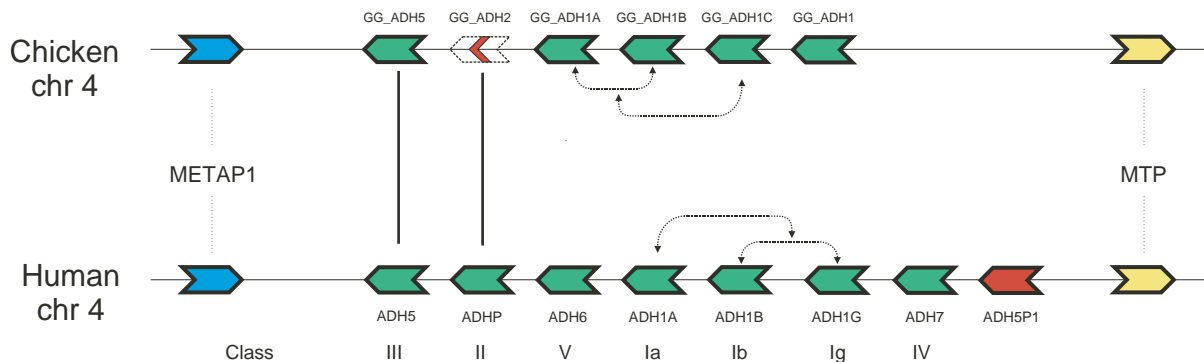 GG_ADH5 GG_ADH2 GG_ADH1A GG_ADH1B GG_ADH1C GG_ADH1
Chicken
chr 4
METAP1 MTP
Human
chr 4
ADH5 ADHP ADH6 ADH1A ADH1B ADH1G ADH7 ADH5P1
Class III II V Ia Ib Ig IV